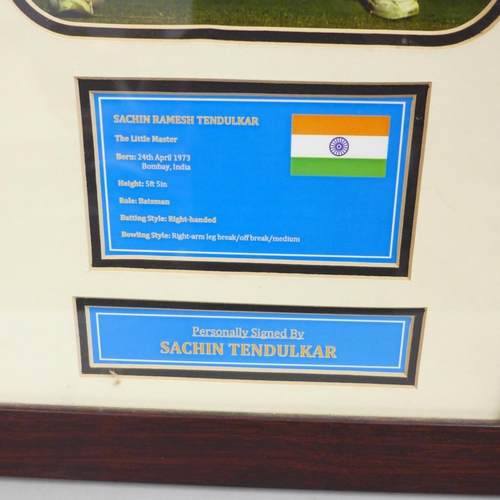 SACHIN RAMESH TENDULKAR
The Little Master
Born: 24th April 1973
Bombay, India
Height: 5ft 5in
Role: Batsman
Batting Style: Right-handed
Bowling Style: Right-arm leg break/off break/medium
Personally Signed By
SACHIN TENDULKAR